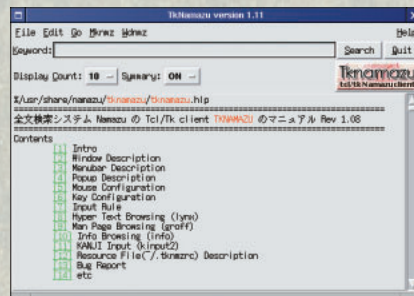 TkNamazu version 1.11
File Edit Go Mkrmz Wdrmz Help
Keyword: Search Quit
Display Count: 10 Summary: ON
Tknamazu
tcl/tk Namazu client
%/usr/share/namazu/tknamazu/tknamazu.hlp
全文検索システム Namazu の Tcl/Tk client TKNAMAZU のマニュアル Rev 1.08
Contents
[1] Intro
[2] Window Description
[3] Menubar Description
[4] Popup Description
[5] Mouse Configuration
[6] Key Configuration
[7] Input Rule
[8] Hyper Text Browsing (lynx)
[9] Man Page Browsing (groff)
[10] Info Browsing (info)
[11] KANJI Input (kinput2)
[12] Resource File(~/.tknmzrc) Description
[13] Bug Report
[14] etc